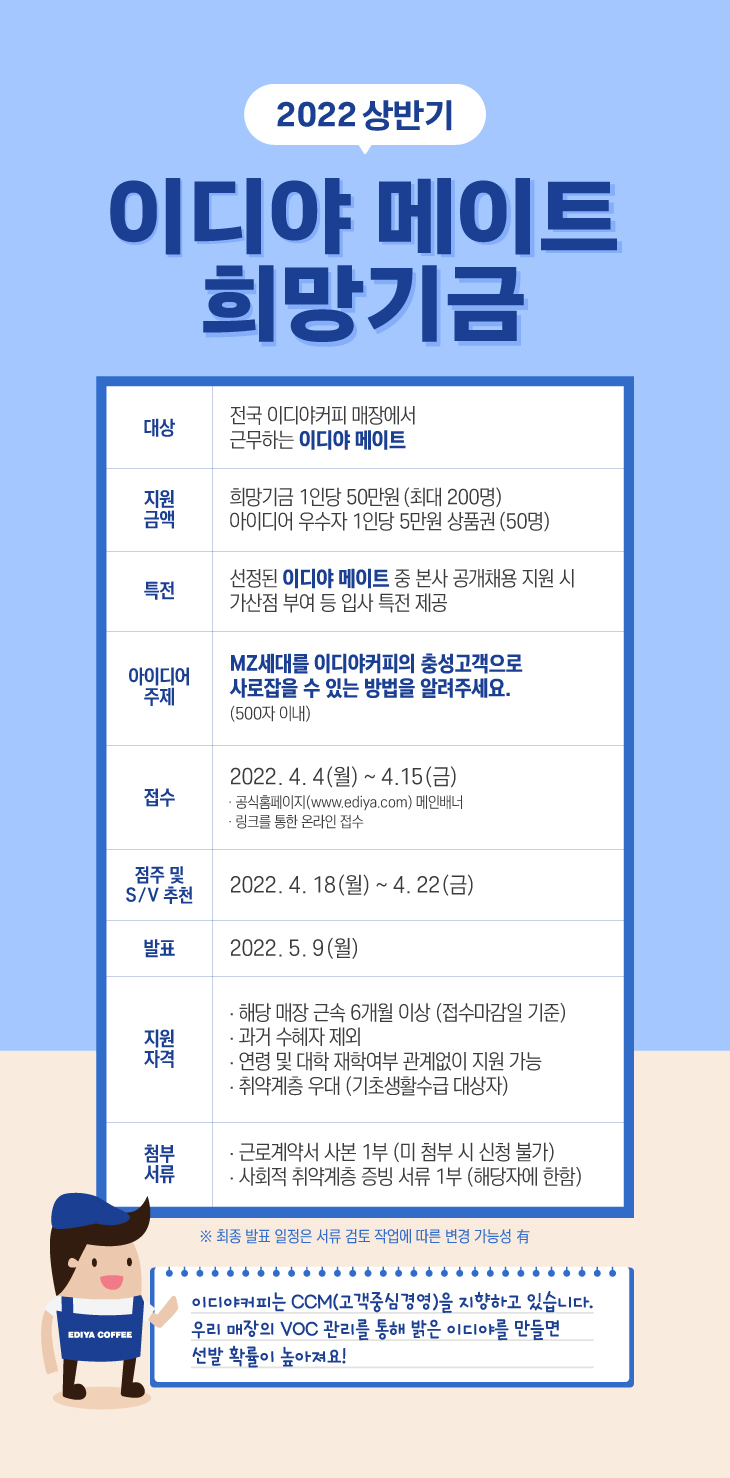 2022 상반기
이디야 메이트
희망기금
대상
전국 이디야커피 매장에서
근무하는 이디야 메이트
지원
금액
희망기금 1인당 50만원 (최대 200명)
아이디어 우수자 1인당 5만원 상품권 (50명)
특전
선정된 이디야 메이트 중 본사 공개채용 지원 시
가산점 부여 등 입사 특전 제공
아이디어
주제
MZ세대를 이디야커피의 충성고객으로
사로잡을 수 있는 방법을 알려주세요.
(500자 이내)
접수
2022. 4. 4(월) ~ 4.15(금)
· 공식홈페이지(www.ediya.com) 메인배너
· 링크를 통한 온라인 접수
점주 및
S/V 추천
2022. 4. 18(월) ~ 4. 22(금)
발표
2022. 5. 9(월)
지원
자격
· 해당 매장 근속 6개월 이상 (접수마감일 기준)
· 과거 수혜자 제외
· 연령 및 대학 재학여부 관계없이 지원 가능
· 취약계층 우대 (기초생활수급 대상자)
첨부
서류
· 근로계약서 사본 1부 (미 첨부 시 신청 불가)
· 사회적 취약계층 증빙 서류 1부 (해당자에 한함)
※ 최종 발표 일정은 서류 검토 작업에 따른 변경 가능성 有
이디야커피는 CCM(고객중심경영)을 지향하고 있습니다.
우리 매장의 VOC 관리를 통해 밝은 이디야를 만들면
선발 확률이 높아져요!
EDIYA COFFEE